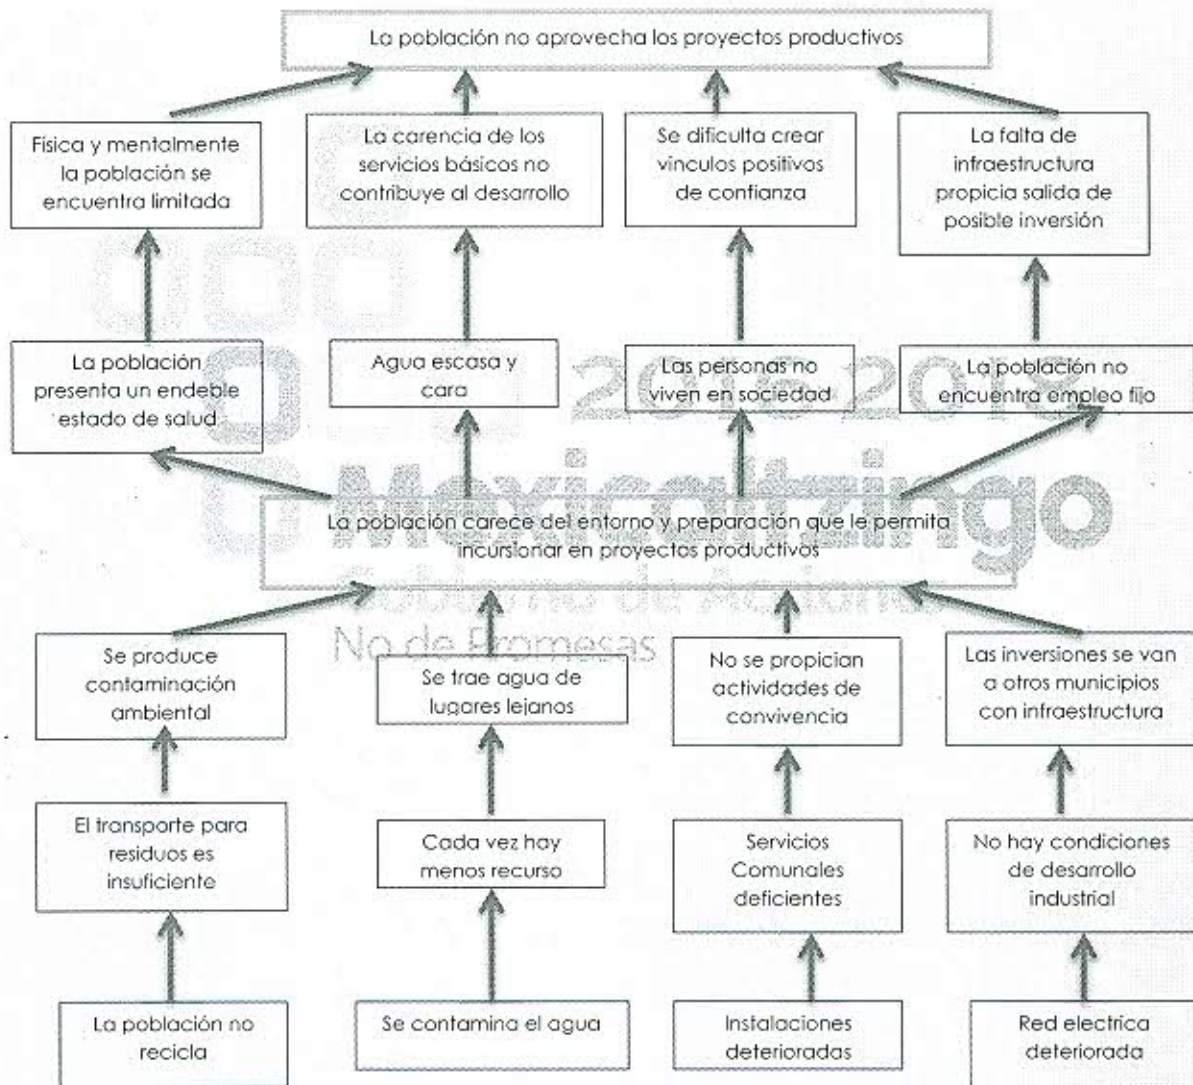 La población no aprovecha los proyectos productivos
Física y mentalmente
la población se
encuentra limitada
La carencia de los
servicios básicos no
contribuye al desarrollo
Se dificulta crear
vinculos positivos
de confianza
La falta de
infraestructura
propicia salida de
posible inversión
La población
presenta un endeble
estado de salud
Agua escasa y
cara
Las personas no
viven en sociedad
La población no
encuentra empleo fijo
2016 2018
Mexicaltzingo
La población carece del entorno y preparación que le permita
incursionar en proyectos productivos
Gobierno de Acciones
No de Promesas
Se produce
contaminación
ambiental
Se trae agua de
lugares lejanos
No se propician
actividades de
convivencia
Las inversiones se van
a otros municipios
con infraestructura
El transporte para
residuos es
insuficiente
Cada vez hay
menos recurso
Servicios
Comunales
deficientes
No hay condiciones
de desarrollo
industrial
La población no
recicla
Se contamina el agua
Instalaciones
deterioradas
Red electrica
deteriorada